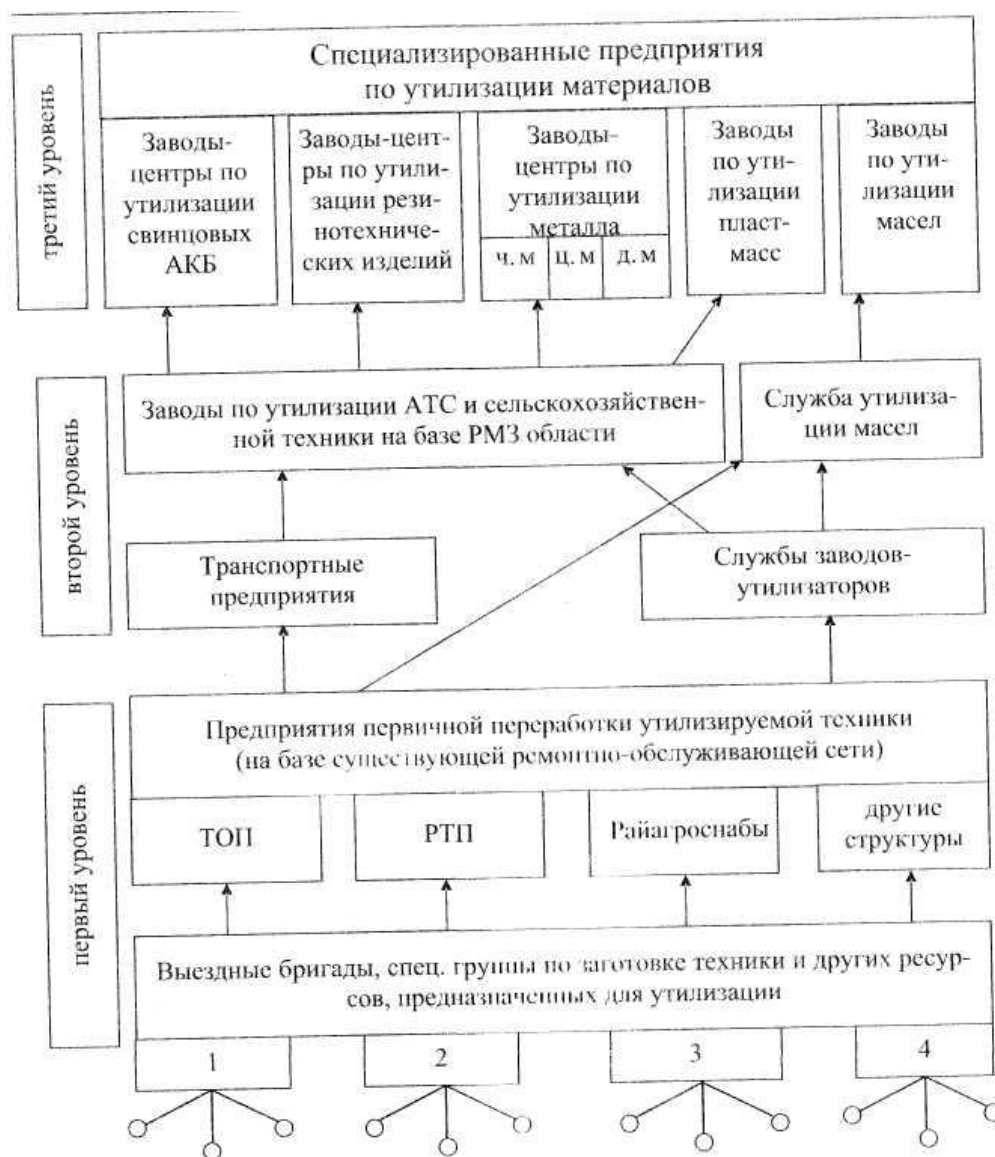 третий уровень
Специализированные предприятия
по утилизации материалов
Заводы-
центры по
утилизации
свинцовых
АКБ
Заводы-цент-
ры по утили-
зации рези-
нотехниче-
ских изделий
Заводы-
центры по
утилизации
металла
ч. м
ц. м
д. м
Заводы
по ути-
лизации
пласт-
масс
Заводы
по ути-
лизации
масел
второй уровень
Заводы по утилизации АТС и сельскохозяйствен-
ной техники на базе РМЗ области
Служба утилиза-
ции масел
Транспортные
предприятия
Службы заводов-
утилизаторов
первый уровень
Предприятия первичной переработки утилизируемой техники
(на базе существующей ремонтно-обслуживающей сети)
ТОП
РТП
Райагроснабы
другие
структуры
Выездные бригады, спец. группы по заготовке техники и других ресур-
сов, предназначенных для утилизации
1
2
3
4